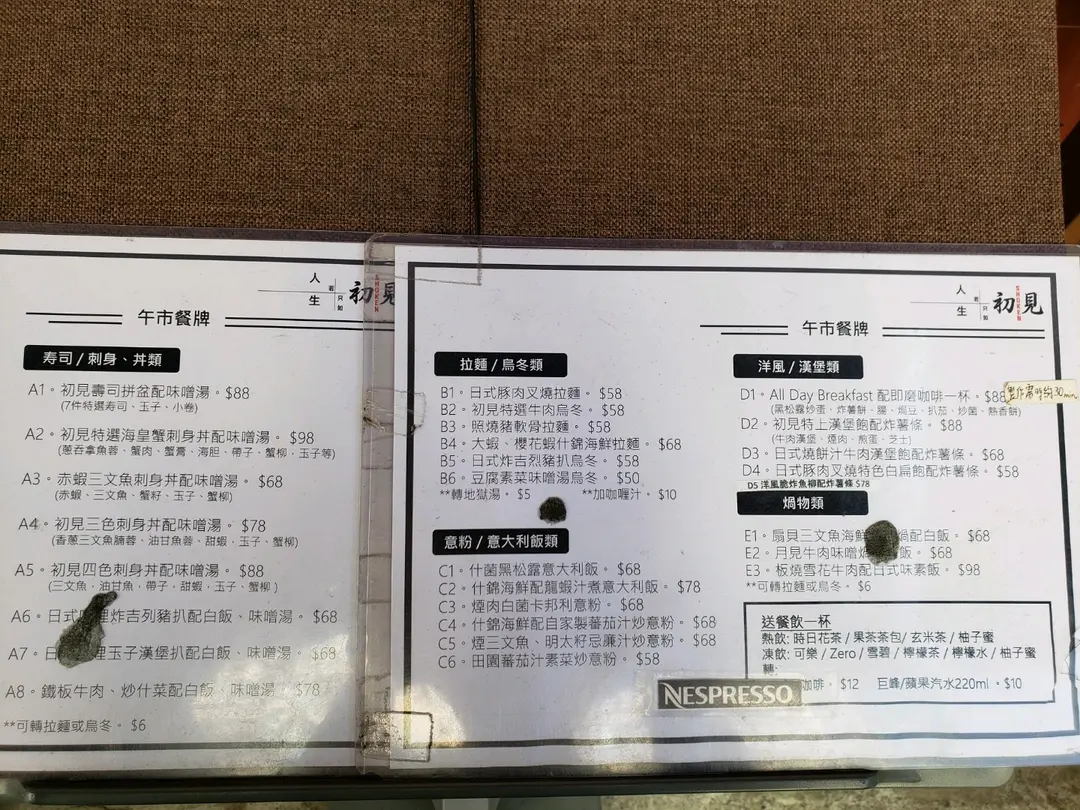 人生
若只如
初見
SHOKEN
午市餐牌
寿司 / 刺身、丼類
A1。初見壽司拼盆配味噌湯。$88
(7件特選寿司、玉子、小卷)
A2。初見特選海皇蟹刺身丼配味噌湯。$98
(蔥吞拿魚蓉、蟹肉、蟹膏、海胆、帶子、蟹柳、玉子等)
A3。赤蝦三文魚刺身丼配味噌湯。$68
(赤蝦、三文魚、蟹籽、玉子、蟹柳)
A4。初見三色刺身丼配味噌湯。$78
(香蔥三文魚腩蓉、油甘魚蓉、甜蝦、玉子、蟹柳)
A5。初見四色刺身丼配味噌湯。$88
(三文魚、油甘魚、帶子、甜蝦、玉子、蟹柳)
A6。日式 炸吉列豬扒配白飯、味噌湯。$68
A7。日 玉子漢堡扒配白飯、味噌湯。$68
A8。鐵板牛肉、炒什菜配白飯、味噌湯。$78
**可轉拉麵或烏冬。$6
人生
若只如
初見
SHOKEN
午市餐牌
拉麵 / 烏冬類
B1。日式豚肉叉燒拉麵。$58
B2。初見特選牛肉烏冬。$58
B3。照燒豬軟骨拉麵。$58
B4。大蝦、櫻花蝦什錦海鮮拉麵。$68
B5。日式炸吉烈豬扒烏冬。$58
B6。豆腐素菜味噌湯烏冬。$50
**轉地獄湯。$5 **加咖喱汁。$10
意粉 / 意大利飯類
C1。什菌黑松露意大利飯。$68
C2。什錦海鮮配龍蝦汁煮意大利飯。$78
C3。煙肉白菌卡邦利意粉。$68
C4。什錦海鮮配自家製蕃茄汁炒意粉。$68
C5。煙三文魚、明太籽忌廉汁炒意粉。$68
C6。田園蕃茄汁素菜炒意粉。$58
洋風 / 漢堡類
D1。All Day Breakfast 配即磨咖啡一杯。$88
製作需時約30min
(黑松露炒蛋、炸薯餅、腸、焗豆、扒茄、炒菌、熱香餅)
D2。初見特上漢堡飽配炸薯條。$88
(牛肉漢堡、煙肉、煎蛋、芝士)
D3。日式燒餅汁牛肉漢堡飽配炸薯條。$68
D4。日式豚肉叉燒特色白扁飽配炸薯條。$58
D5 洋風脆炸魚柳配炸薯條 $78
鍋物類
E1。扇貝三文魚海鮮 鍋配白飯。$68
E2。月見牛肉味噌 飯。$68
E3。板燒雪花牛肉配日式味素飯。$98
**可轉拉麵或烏冬。$6
送餐飲一杯
熱飲: 時日花茶 / 果茶茶包/ 玄米茶 / 柚子蜜
凍飲: 可樂 / Zero / 雪碧 / 檸檬茶 / 檸檬水 / 柚子蜜
咖啡。$12 巨峰/蘋果汽水220ml。$10
NESPRESSO